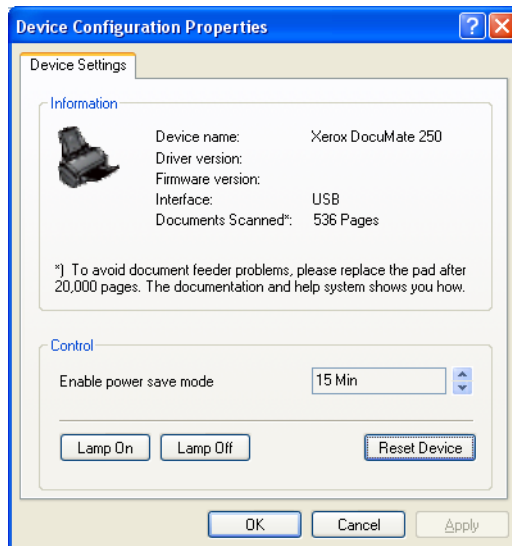 Device Configuration Properties
Device Settings
Information
Device name: Xerox DocuMate 250
Driver version:
Firmware version:
Interface: USB
Documents Scanned*: 536 Pages
*) To avoid document feeder problems, please replace the pad after
20,000 pages. The documentation and help system shows you how.
Control
Enable power save mode 15 Min
Lamp On Lamp Off Reset Device
OK Cancel Apply